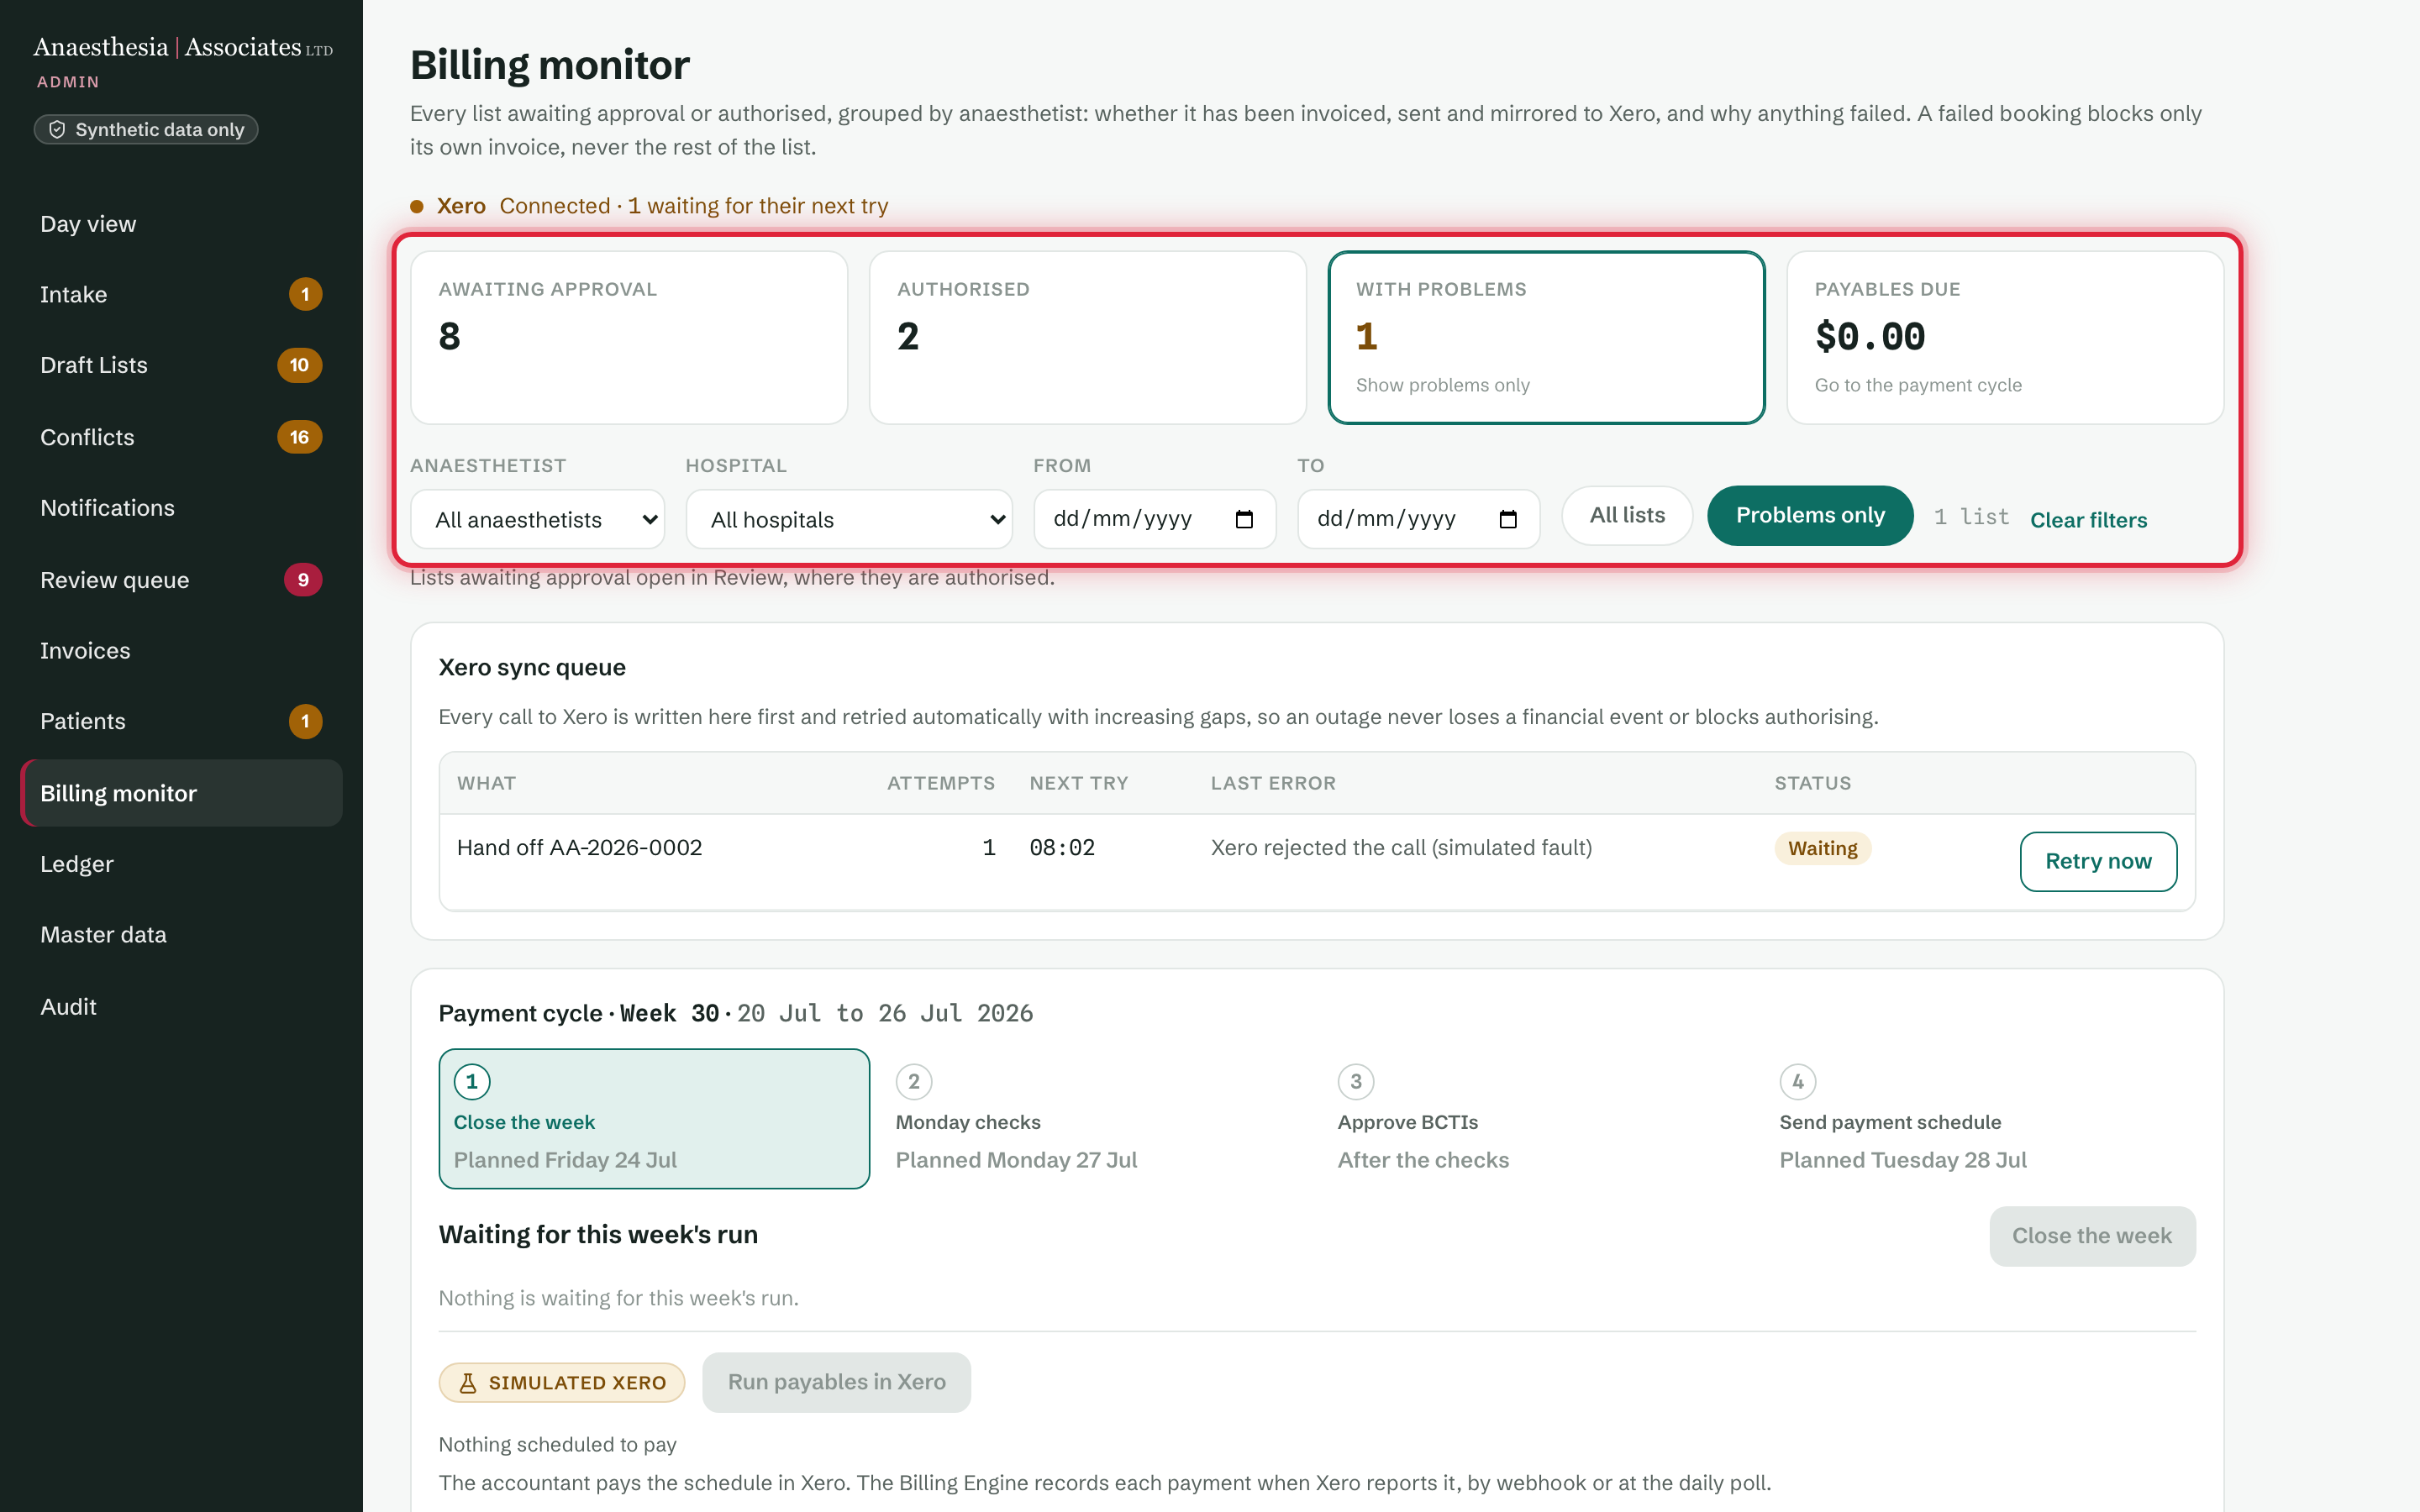 Anaesthesia | Associates LTD
ADMIN
Synthetic data only
Day view
Intake 1
Draft Lists 10
Conflicts 16
Notifications
Review queue 9
Invoices
Patients 1
Billing monitor
Ledger
Master data
Audit
Billing monitor
Every list awaiting approval or authorised, grouped by anaesthetist: whether it has been invoiced, sent and mirrored to Xero, and why anything failed. A failed booking blocks only
its own invoice, never the rest of the list.
Xero Connected · 1 waiting for their next try
AWAITING APPROVAL
8
AUTHORISED
2
WITH PROBLEMS
1
Show problems only
PAYABLES DUE
$0.00
Go to the payment cycle
ANAESTHETIST HOSPITAL FROM TO
All anaesthetists All hospitals dd/mm/yyyy dd/mm/yyyy All lists Problems only 1 list Clear filters
Lists awaiting approval open in Review, where they are authorised.
Xero sync queue
Every call to Xero is written here first and retried automatically with increasing gaps, so an outage never loses a financial event or blocks authorising.
WHAT ATTEMPTS NEXT TRY LAST ERROR STATUS
Hand off AA-2026-0002 1 08:02 Xero rejected the call (simulated fault) Waiting Retry now
Payment cycle · Week 30 · 20 Jul to 26 Jul 2026
1
Close the week
Planned Friday 24 Jul
2
Monday checks
Planned Monday 27 Jul
3
Approve BCTIs
After the checks
4
Send payment schedule
Planned Tuesday 28 Jul
Waiting for this week's run Close the week
Nothing is waiting for this week's run.
SIMULATED XERO Run payables in Xero
Nothing scheduled to pay
The accountant pays the schedule in Xero. The Billing Engine records each payment when Xero reports it, by webhook or at the daily poll.